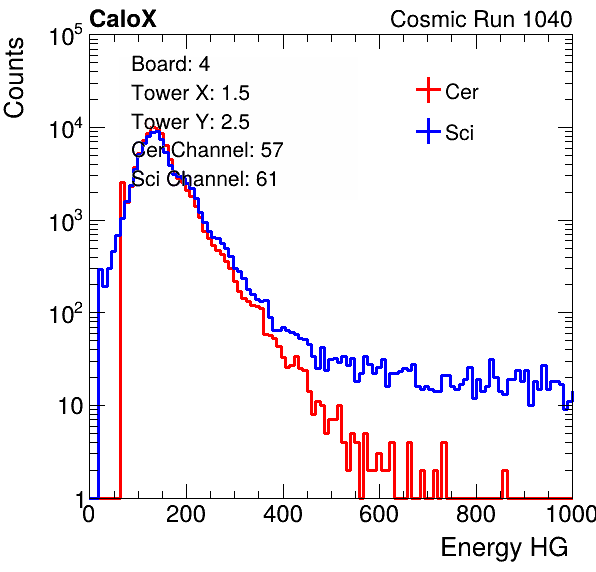 CaloX Cosmic Run 1040
Counts
10^5
10^4
10^3
10^2
10
1
Board: 4
Tower X: 1.5
Tower Y: 2.5
Cer Channel: 57
Sci Channel: 61
Cer
Sci
0 200 400 600 800 1000
Energy HG